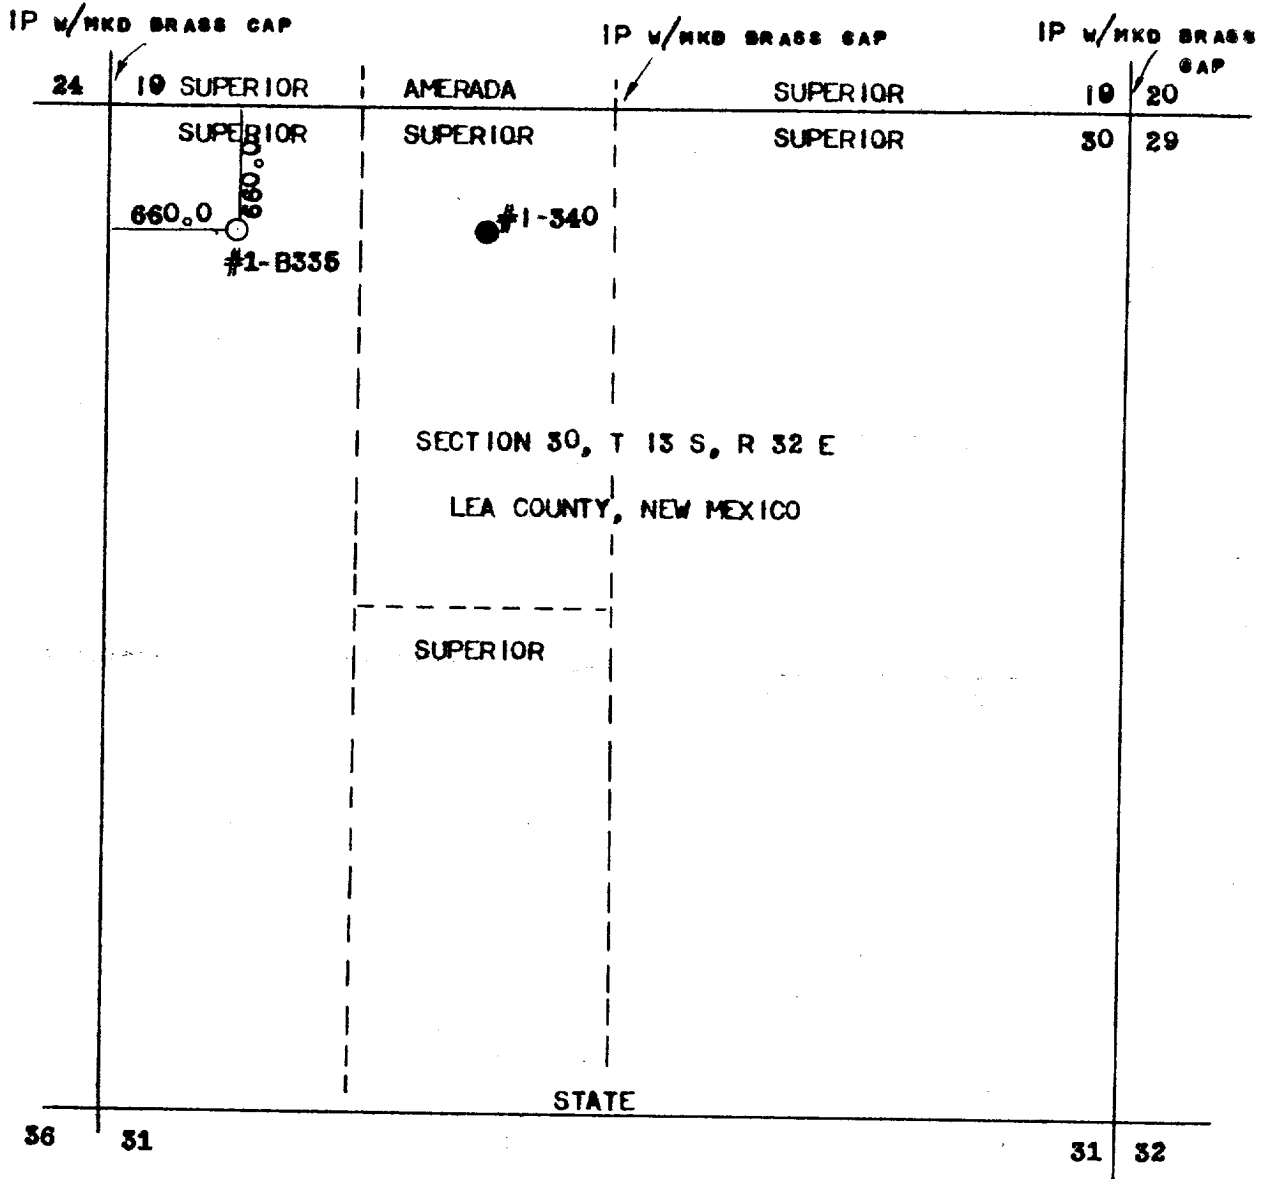 IP W/MKD BRASS CAP
IP W/MKD BRASS CAP
IP W/MKD BRASS
CAP
24 19 SUPERIOR AMERADA SUPERIOR 19 20
SUPERIOR SUPERIOR SUPERIOR 30 29
660.0
660.0
#1-340
#1-B335
SECTION 30, T 13 S, R 32 E
LEA COUNTY, NEW MEXICO
SUPERIOR
STATE
36 31 31 32